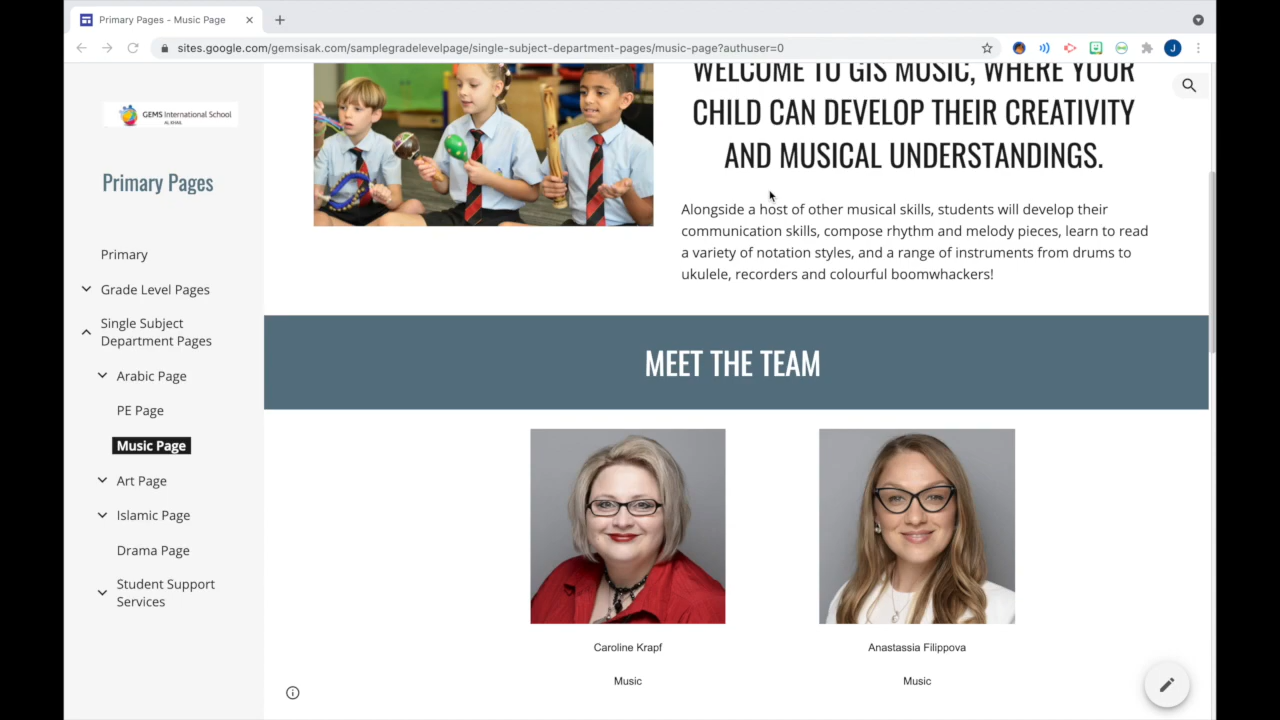 Primary Pages - Music Page
sites.google.com/gemsisak.com/samplegradelevelpage/single-subject-department-pages/music-page?authuser=0
J
GEMS International School
AL KHAIL
Primary Pages
Primary
Grade Level Pages
Single Subject
Department Pages
Arabic Page
PE Page
Music Page
Art Page
Islamic Page
Drama Page
Student Support
Services
WELCOME TO GIS MUSIC, WHERE YOUR
CHILD CAN DEVELOP THEIR CREATIVITY
AND MUSICAL UNDERSTANDINGS.
Alongside a host of other musical skills, students will develop their
communication skills, compose rhythm and melody pieces, learn to read
a variety of notation styles, and a range of instruments from drums to
ukulele, recorders and colourful boomwhackers!
MEET THE TEAM
Caroline Krapf
Music
Anastassia Filippova
Music